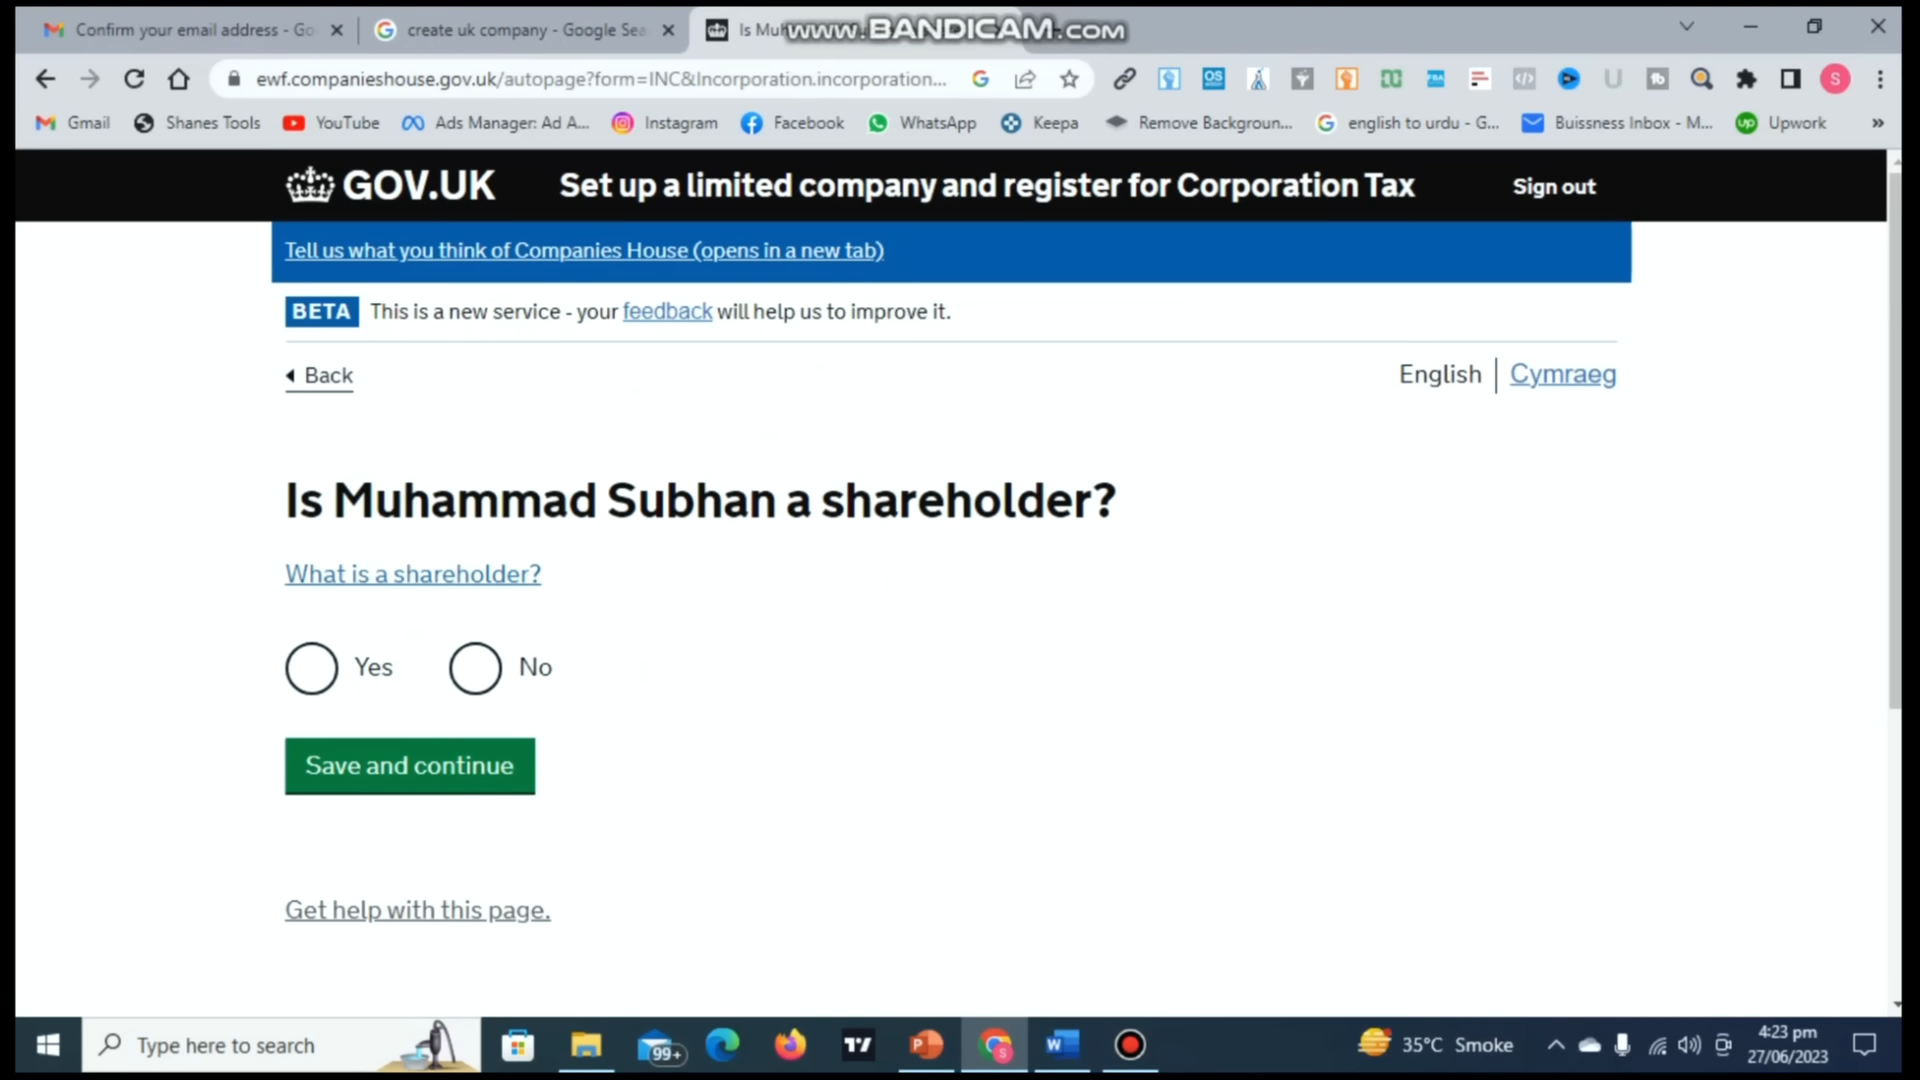 Confirm your email address - Go
create uk company - Google Sea
Is Mu
www.BANDICAM.com
ewf.companieshouse.gov.uk/autopage?form=INC&Incorporation.incorporation...
Gmail
Shanes Tools
YouTube
Ads Manager: Ad A...
Instagram
Facebook
WhatsApp
Keepa
Remove Backgroun...
english to urdu - G...
Buissness Inbox - M...
Upwork
GOV.UK
Set up a limited company and register for Corporation Tax
Sign out
Tell us what you think of Companies House (opens in a new tab)
BETA This is a new service - your feedback will help us to improve it.
Back
English
Cymraeg
Is Muhammad Subhan a shareholder?
What is a shareholder?
Yes
No
Save and continue
Get help with this page.
Type here to search
99+
35°C Smoke
4:23 pm
27/06/2023